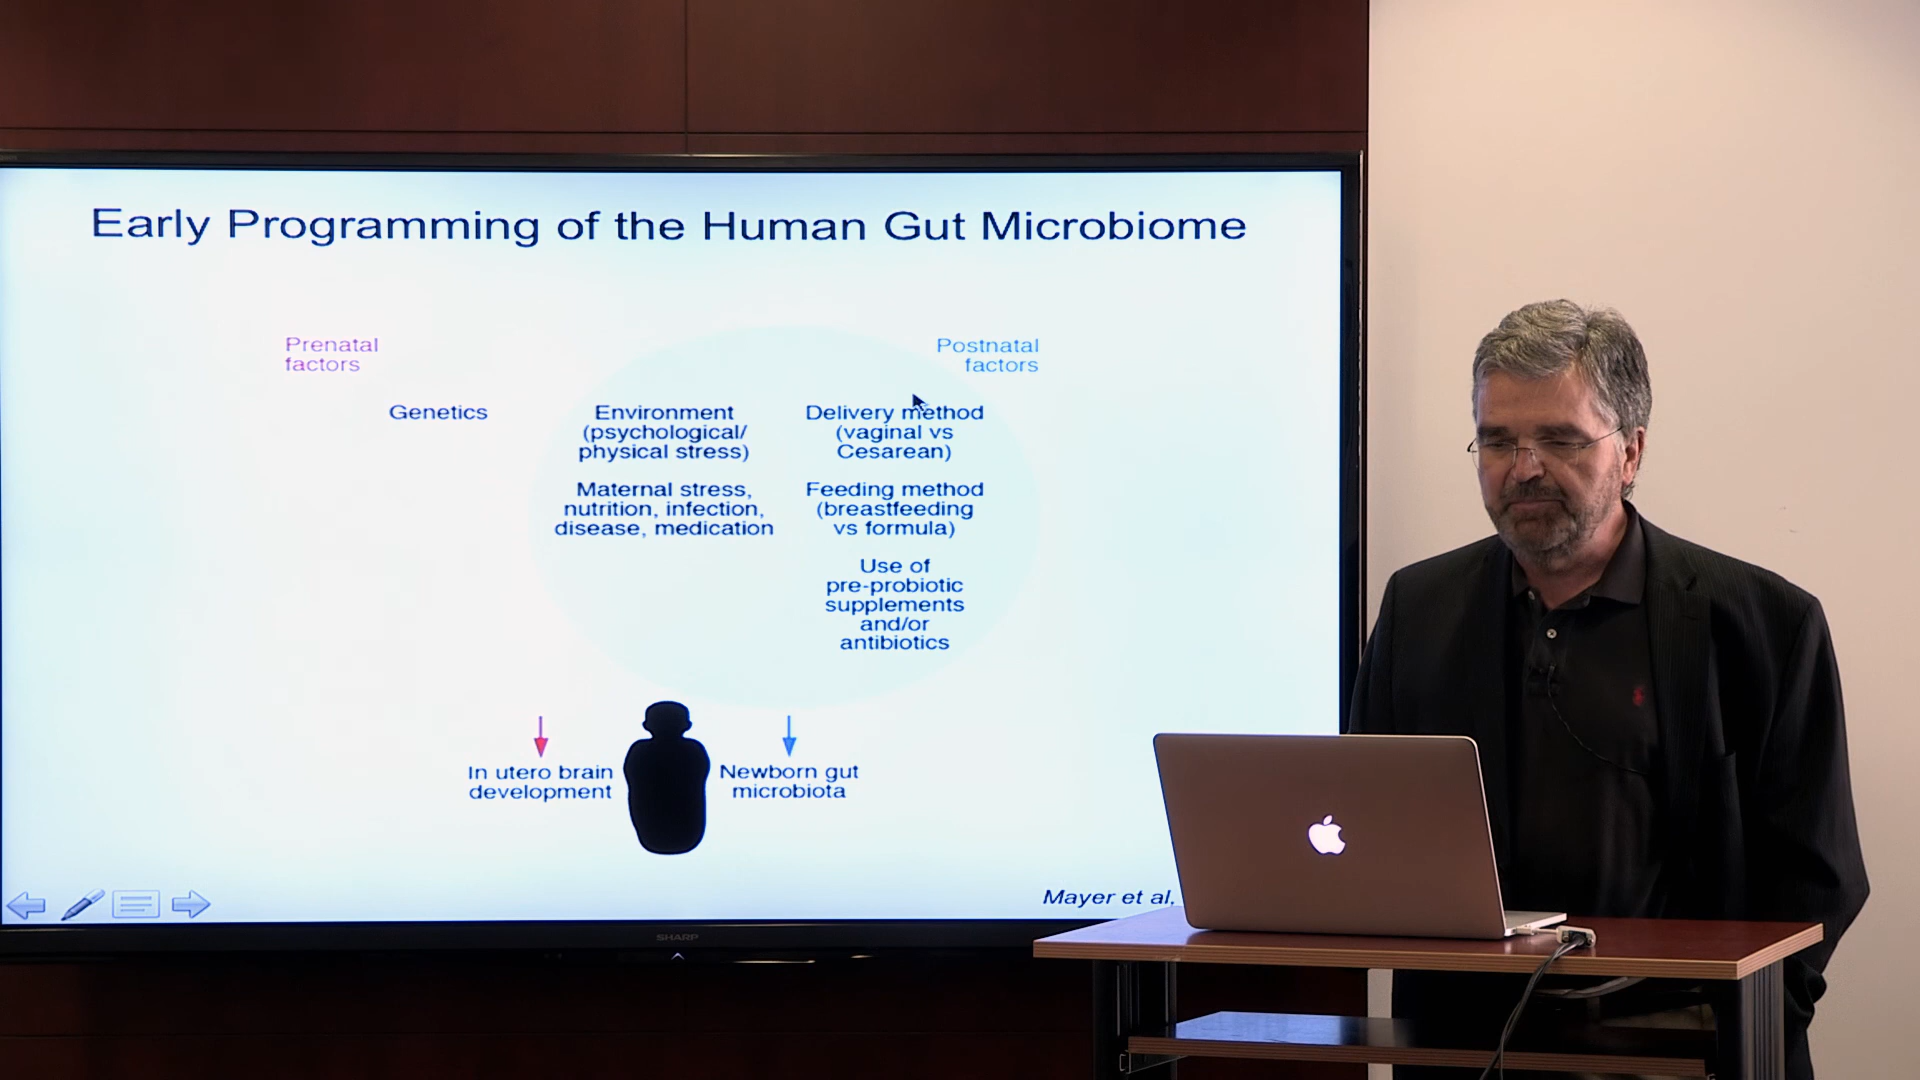 Early Programming of the Human Gut Microbiome
Prenatal
factors
Postnatal
factors
Genetics
Environment
(psychological/
physical stress)
Maternal stress,
nutrition, infection,
disease, medication
Delivery method
(vaginal vs
Cesarean)
Feeding method
(breastfeeding
vs formula)
Use of
pre-probiotic
supplements
and/or
antibiotics
In utero brain
development
Newborn gut
microbiota
Mayer et al,
SHARP